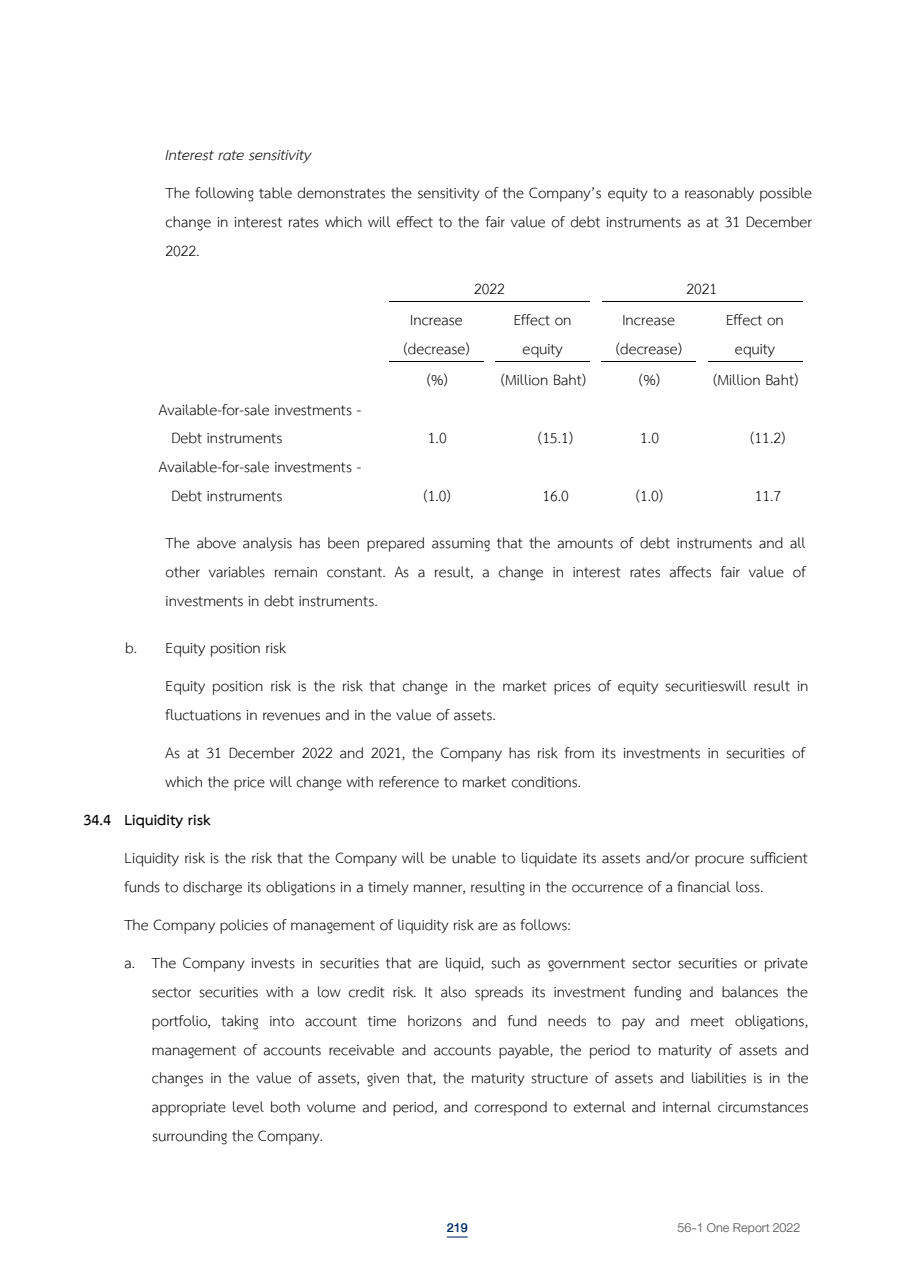 Interest rate sensitivity
The following table demonstrates the sensitivity of the Company's equity to a reasonably possible
change in interest rates which will effect to the fair value of debt instruments as at 31 December
2022.
2022 2021
Increase Effect on Increase Effect on
(decrease) equity (decrease) equity
(%) (Million Baht) (%) (Million Baht)
Available-for-sale investments -
Debt instruments 1.0 (15.1) 1.0 (11.2)
Available-for-sale investments -
Debt instruments (1.0) 16.0 (1.0) 11.7
The above analysis has been prepared assuming that the amounts of debt instruments and all
other variables remain constant. As a result, a change in interest rates affects fair value of
investments in debt instruments.
b. Equity position risk
Equity position risk is the risk that change in the market prices of equity securitieswill result in
fluctuations in revenues and in the value of assets.
As at 31 December 2022 and 2021, the Company has risk from its investments in securities of
which the price will change with reference to market conditions.
34.4 Liquidity risk
Liquidity risk is the risk that the Company will be unable to liquidate its assets and/or procure sufficient
funds to discharge its obligations in a timely manner, resulting in the occurrence of a financial loss.
The Company policies of management of liquidity risk are as follows:
a. The Company invests in securities that are liquid, such as government sector securities or private
sector securities with a low credit risk. It also spreads its investment funding and balances the
portfolio, taking into account time horizons and fund needs to pay and meet obligations,
management of accounts receivable and accounts payable, the period to maturity of assets and
changes in the value of assets, given that, the maturity structure of assets and liabilities is in the
appropriate level both volume and period, and correspond to external and internal circumstances
surrounding the Company.
219 56-1 One Report 2022